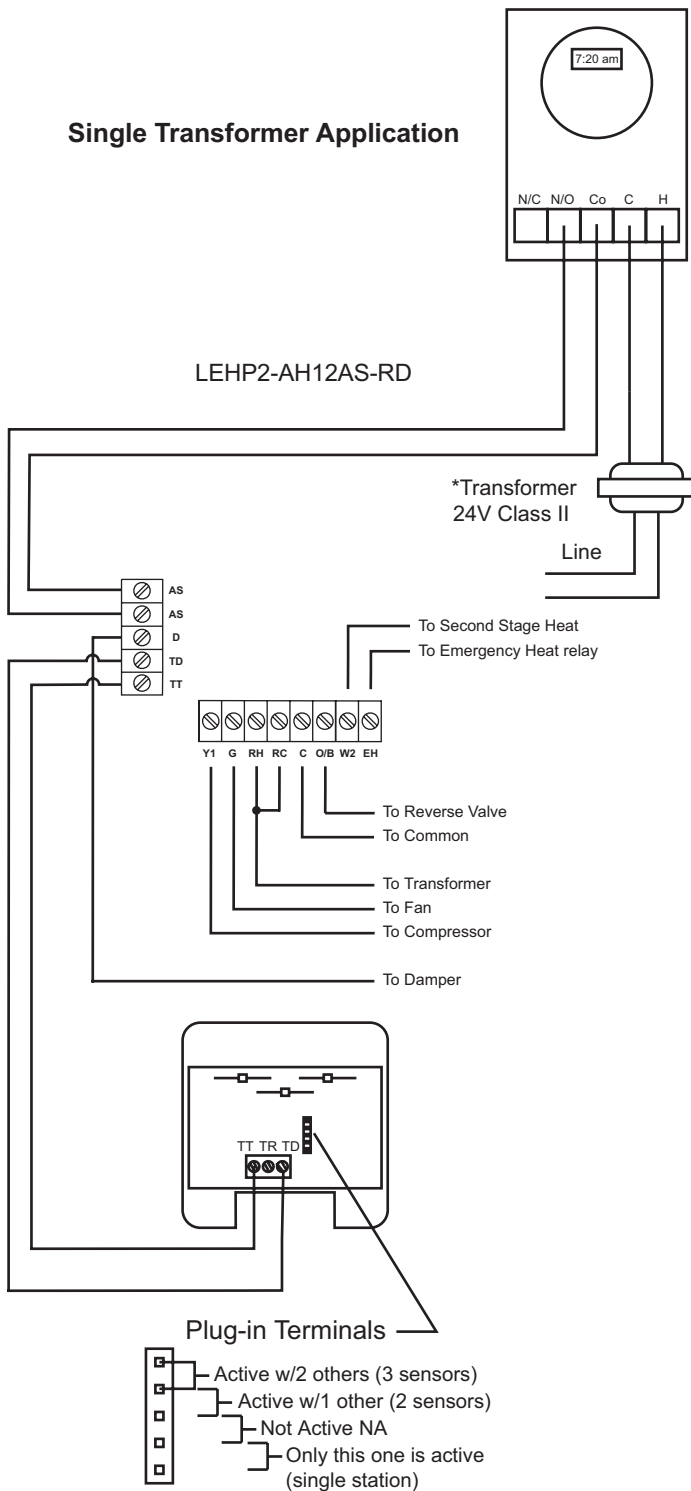 7:20 am
Single Transformer Application
N/C N/O Co C H
LEHP2-AH12AS-RD
*Transformer
24V Class II
Line
AS
AS
D
TD
TT
To Second Stage Heat
To Emergency Heat relay
Y1 G RH RC C O/B W2 EH
To Reverse Valve
To Common
To Transformer
To Fan
To Compressor
To Damper
TT TR TD
Plug-in Terminals
Active w/2 others (3 sensors)
Active w/1 other (2 sensors)
Not Active NA
Only this one is active
(single station)